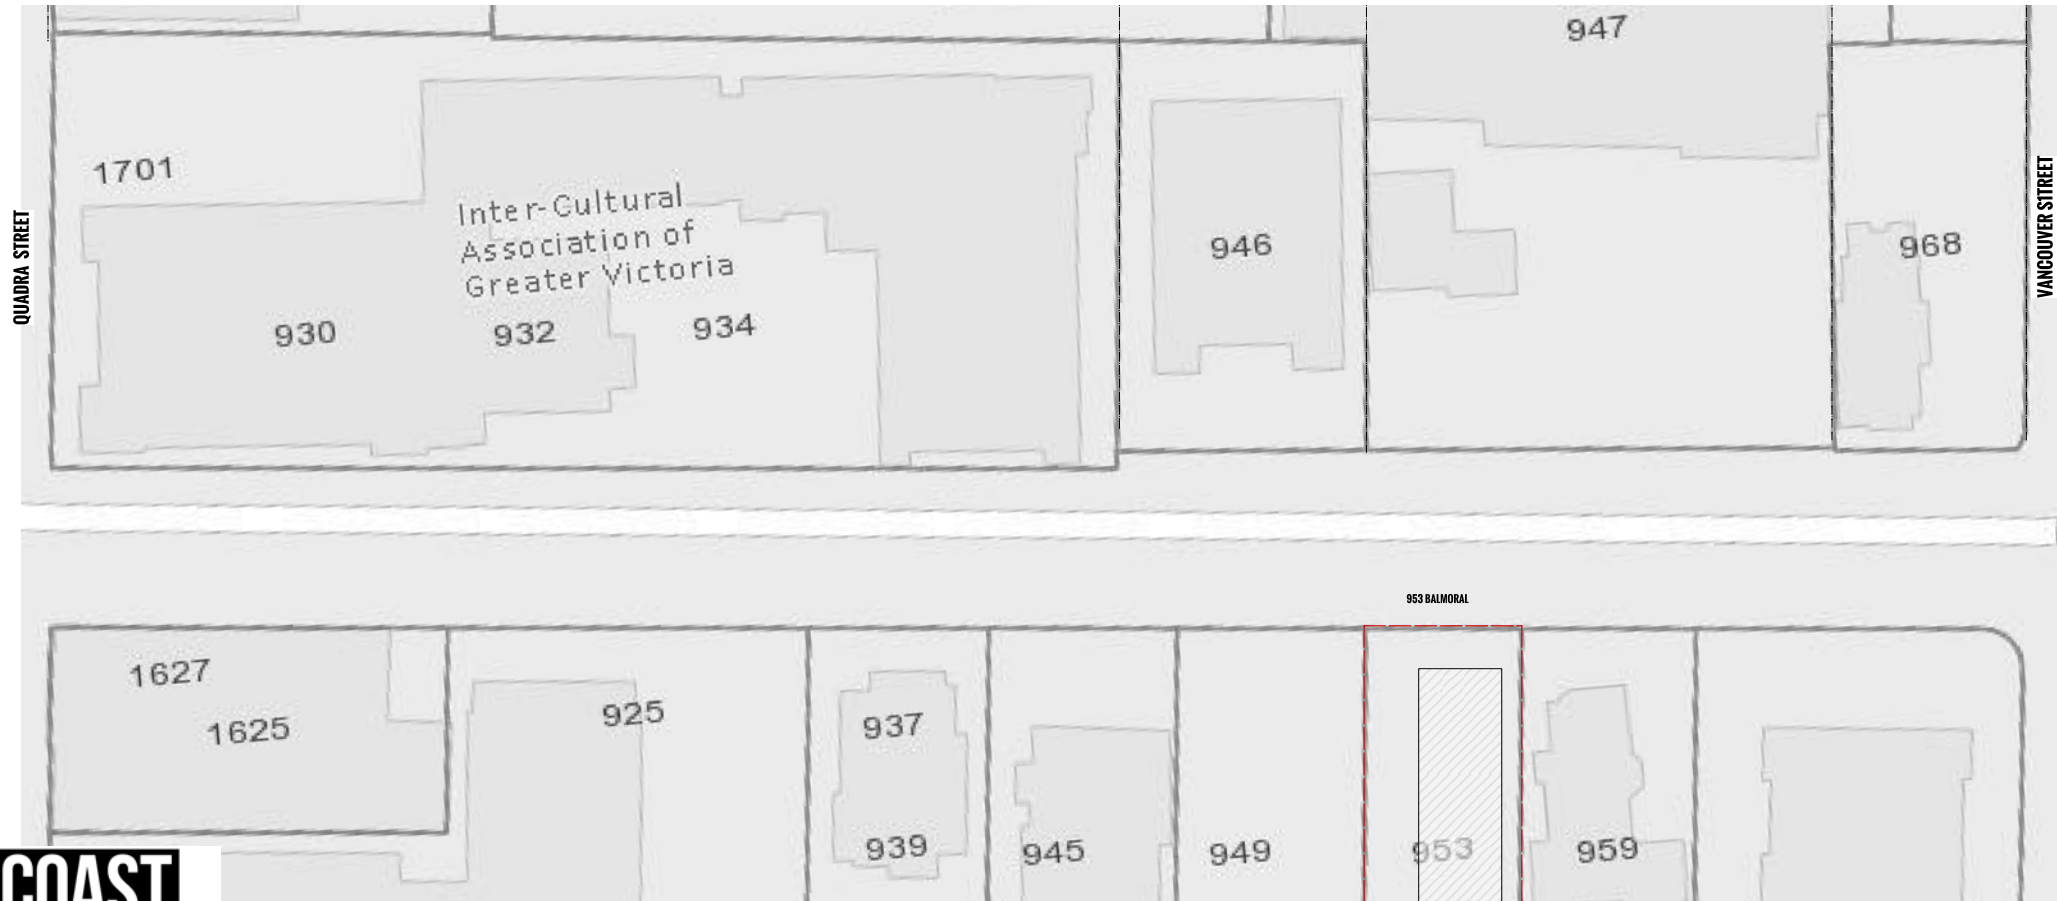 947
1701
Inter-Cultural
Association of
Greater Victoria
946
968
QUADRA STREET
VANCOUVER STREET
930
932
934
953 BALMORAL
1627
1625
925
937
939
945
949
953
959
COAST